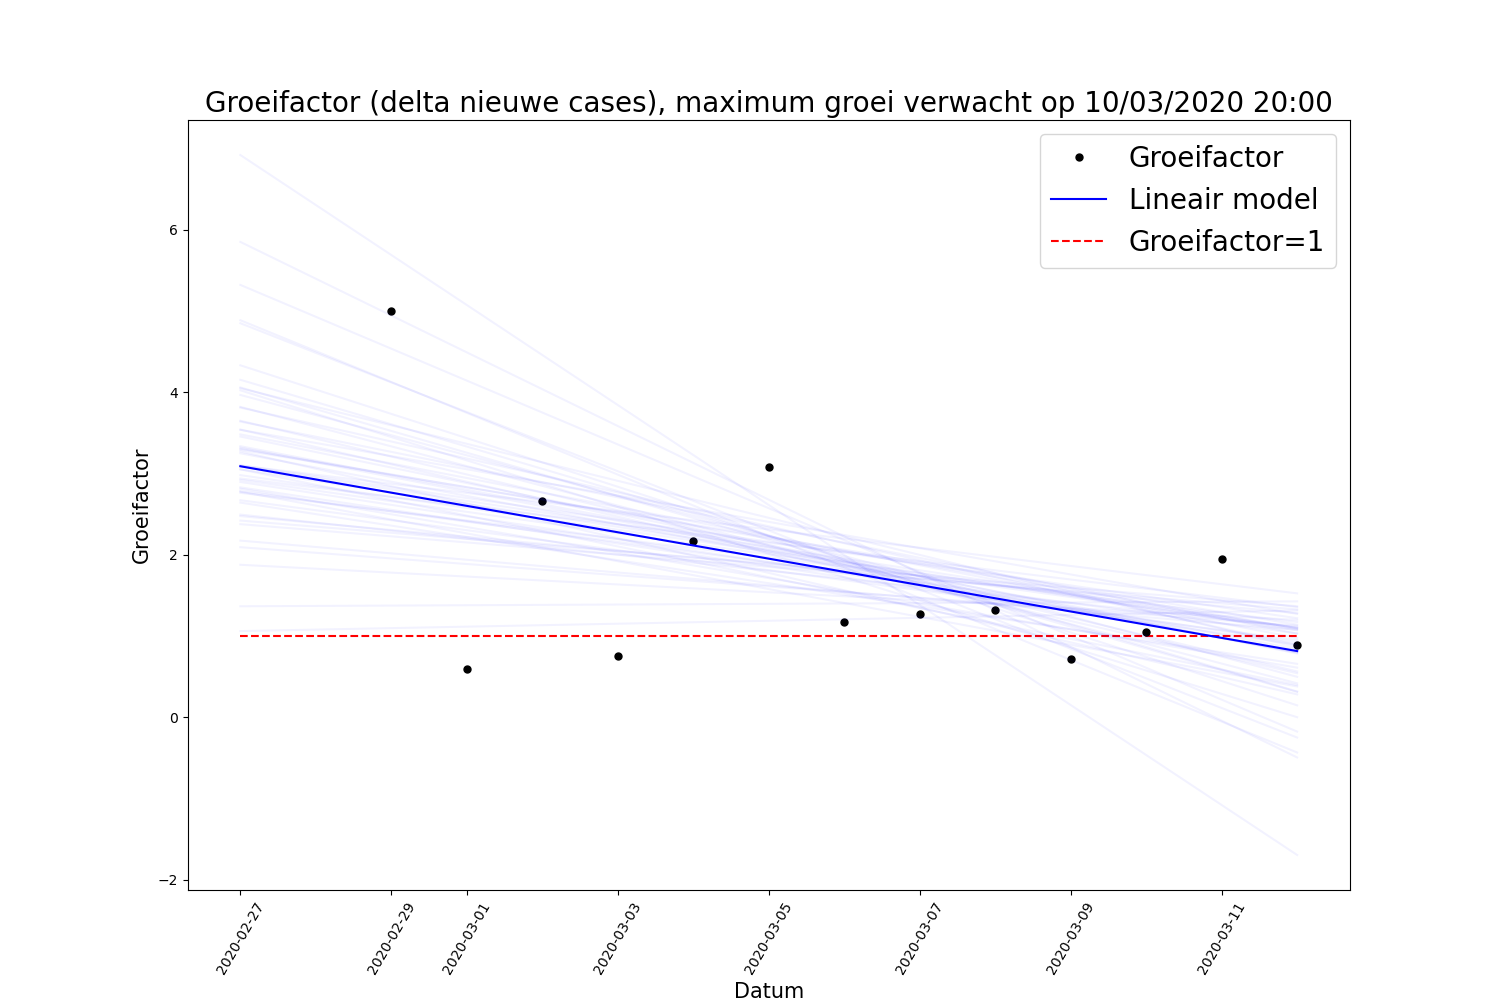 Groeifactor (delta nieuwe cases), maximum groei verwacht op 10/03/2020 20:00
Groeifactor
Lineair model
Groeifactor=1
Groeifactor
6
4
2
0
−2
2020-02-27
2020-02-29
2020-03-01
2020-03-03
2020-03-05
2020-03-07
2020-03-09
2020-03-11
Datum